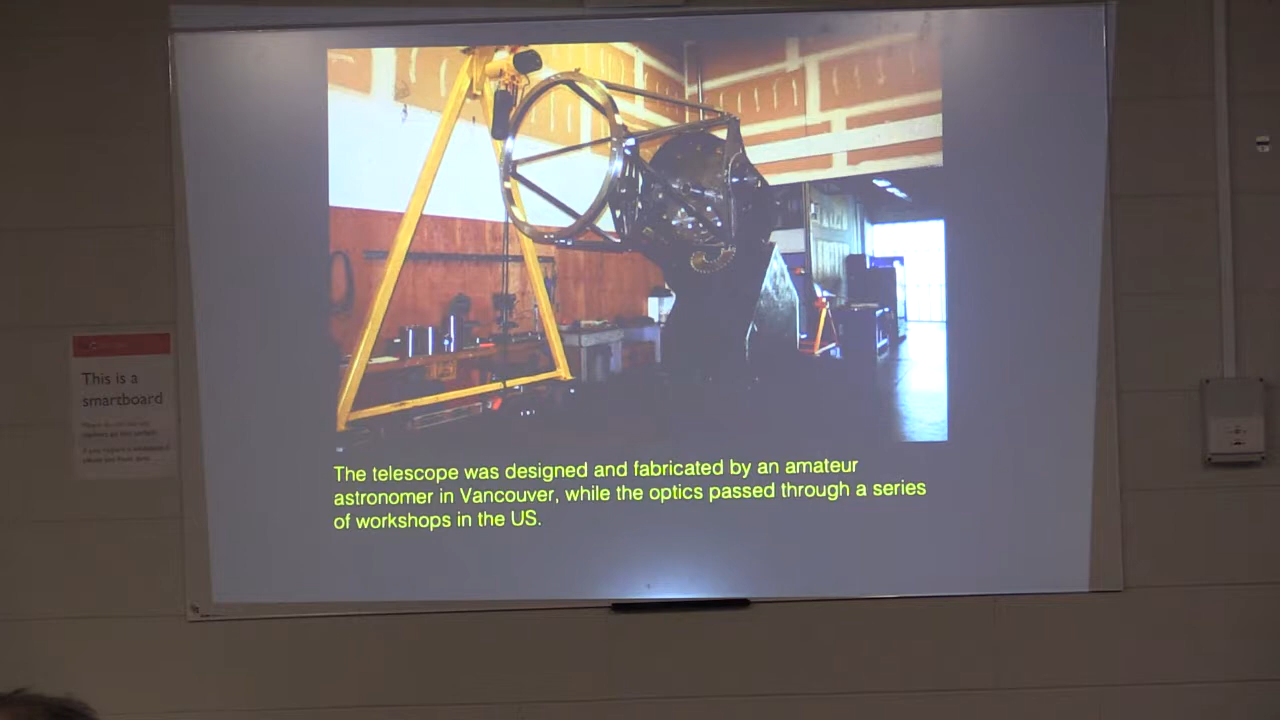 This is a
smartboard
The telescope was designed and fabricated by an amateur
astronomer in Vancouver, while the optics passed through a series
of workshops in the US.